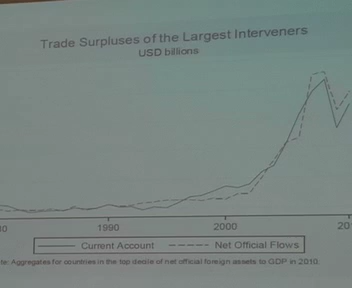 Trade Surpluses of the Largest Interveners
USD billions
1990
2000
Current Account
Net Official Flows
te: Aggregates for countries in the top decile of net official foreign assets to GDP in 2010.